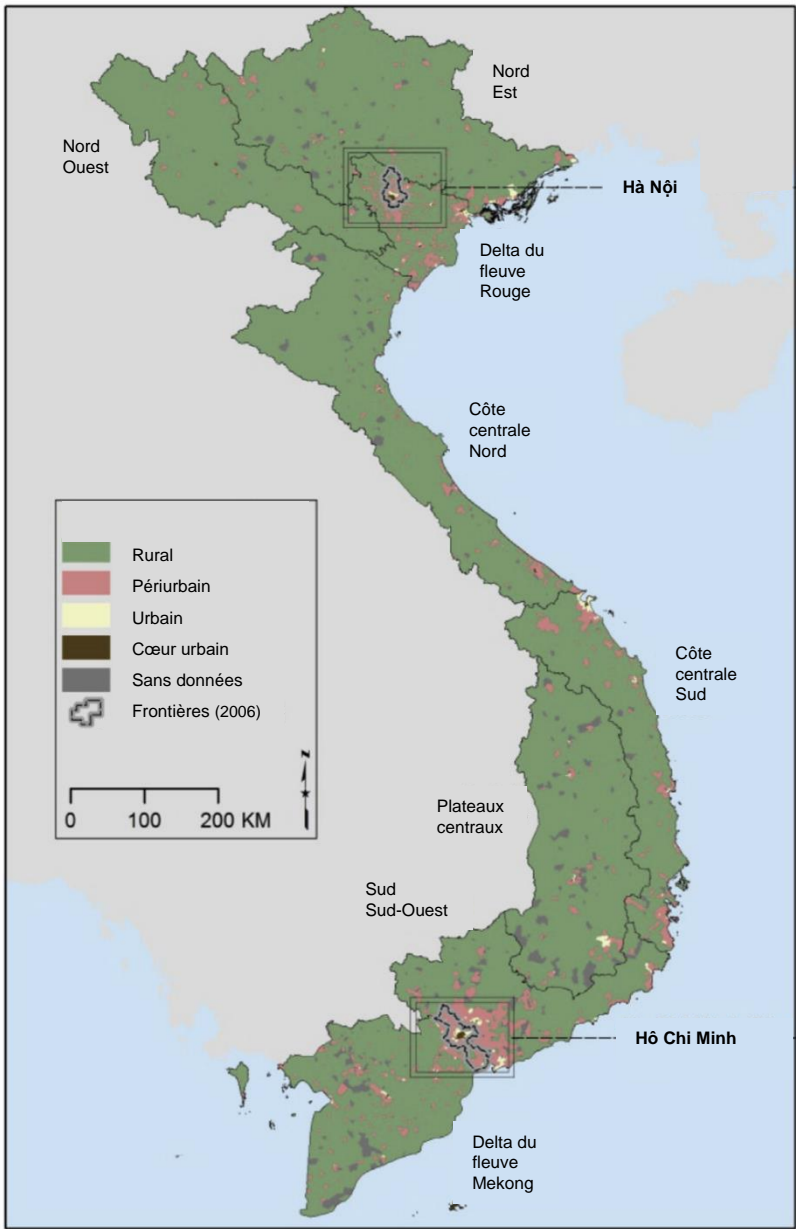 Nord
Est
Nord
Ouest
Hà Nội
Delta du
fleuve
Rouge
Côte
centrale
Nord
Rural
Périurbain
Urbain
Cœur urbain
Sans données
Frontières (2006)
N
0 100 200 KM
Côte
centrale
Sud
Plateaux
centraux
Sud
Sud-Ouest
Hô Chi Minh
Delta du
fleuve
Mekong